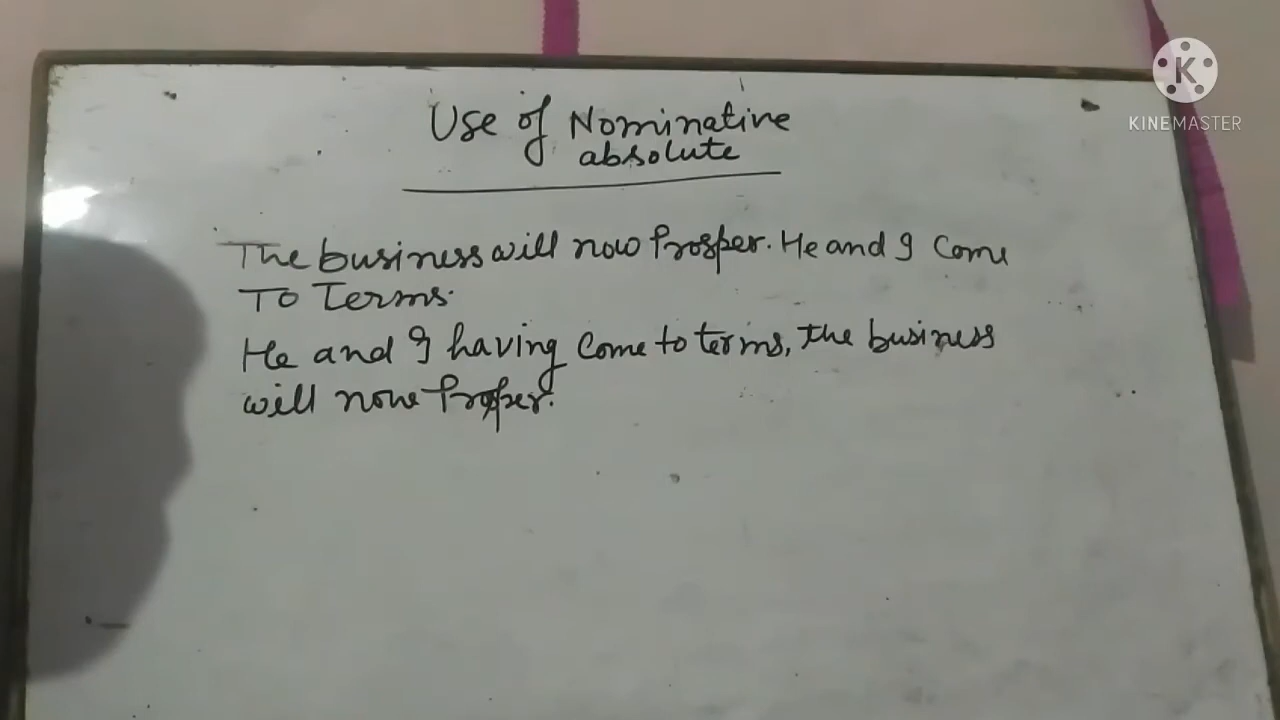 Use of Nominative
absolute
The business will now Prosper. He and I come
To Terms.
He and I having come to terms, the business
will now Prosper.
K
KINEMASTER